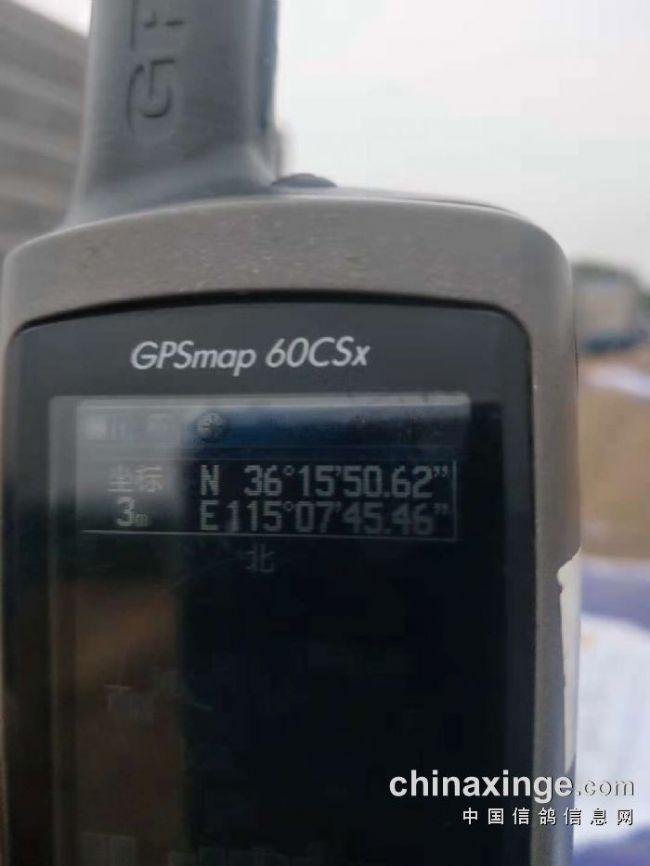 GPSmap 60CSx
坐标 N 36°15'50.62"
3m E 115°07'45.46"
北
chinaxinge.com
中国信鸽信息网